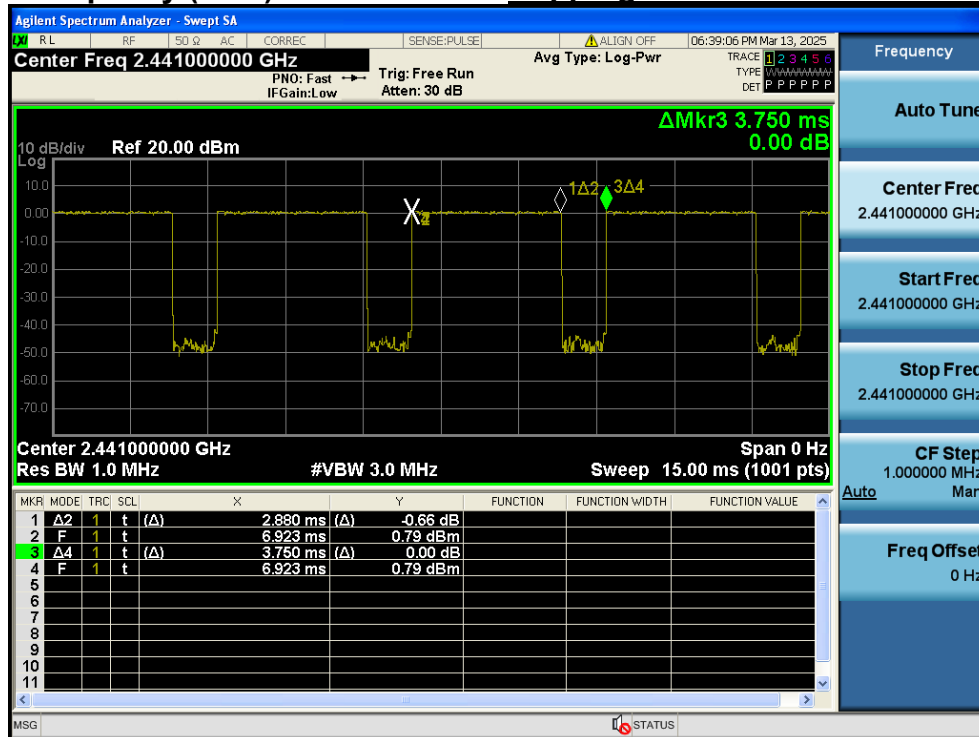 Agilent Spectrum Analyzer - Swept SA
LXI RL RF 50 Ω AC CORREC SENSE:PULSE ALIGN OFF 06:39:06 PM Mar 13, 2025
Center Freq 2.441000000 GHz
PNO: Fast
IFGain:Low
Trig: Free Run
Atten: 30 dB
Avg Type: Log-Pwr
TRACE 1 2 3 4 5 6
TYPE
DET P P P P P P
Frequency
Auto Tune
ΔMkr3 3.750 ms
0.00 dB
10 dB/div Ref 20.00 dBm
Log
10.0
0.00
-10.0
-20.0
-30.0
-40.0
-50.0
-60.0
-70.0
1Δ2 3Δ4
X
Center 2.441000000 GHz
Span 0 Hz
Res BW 1.0 MHz #VBW 3.0 MHz Sweep 15.00 ms (1001 pts)
MKR MODE TRC SCL X Y FUNCTION FUNCTION WIDTH FUNCTION VALUE
1 Δ2 1 t (Δ) 2.880 ms (Δ) -0.66 dB
2 F 1 t 6.923 ms 0.79 dBm
3 Δ4 1 t (Δ) 3.750 ms (Δ) 0.00 dB
4 F 1 t 6.923 ms 0.79 dBm
5
6
7
8
9
10
11
Center Freq
2.441000000 GHz
Start Freq
2.441000000 GHz
Stop Freq
2.441000000 GHz
CF Step
1.000000 MHz
Auto Man
Freq Offset
0 Hz
MSG STATUS